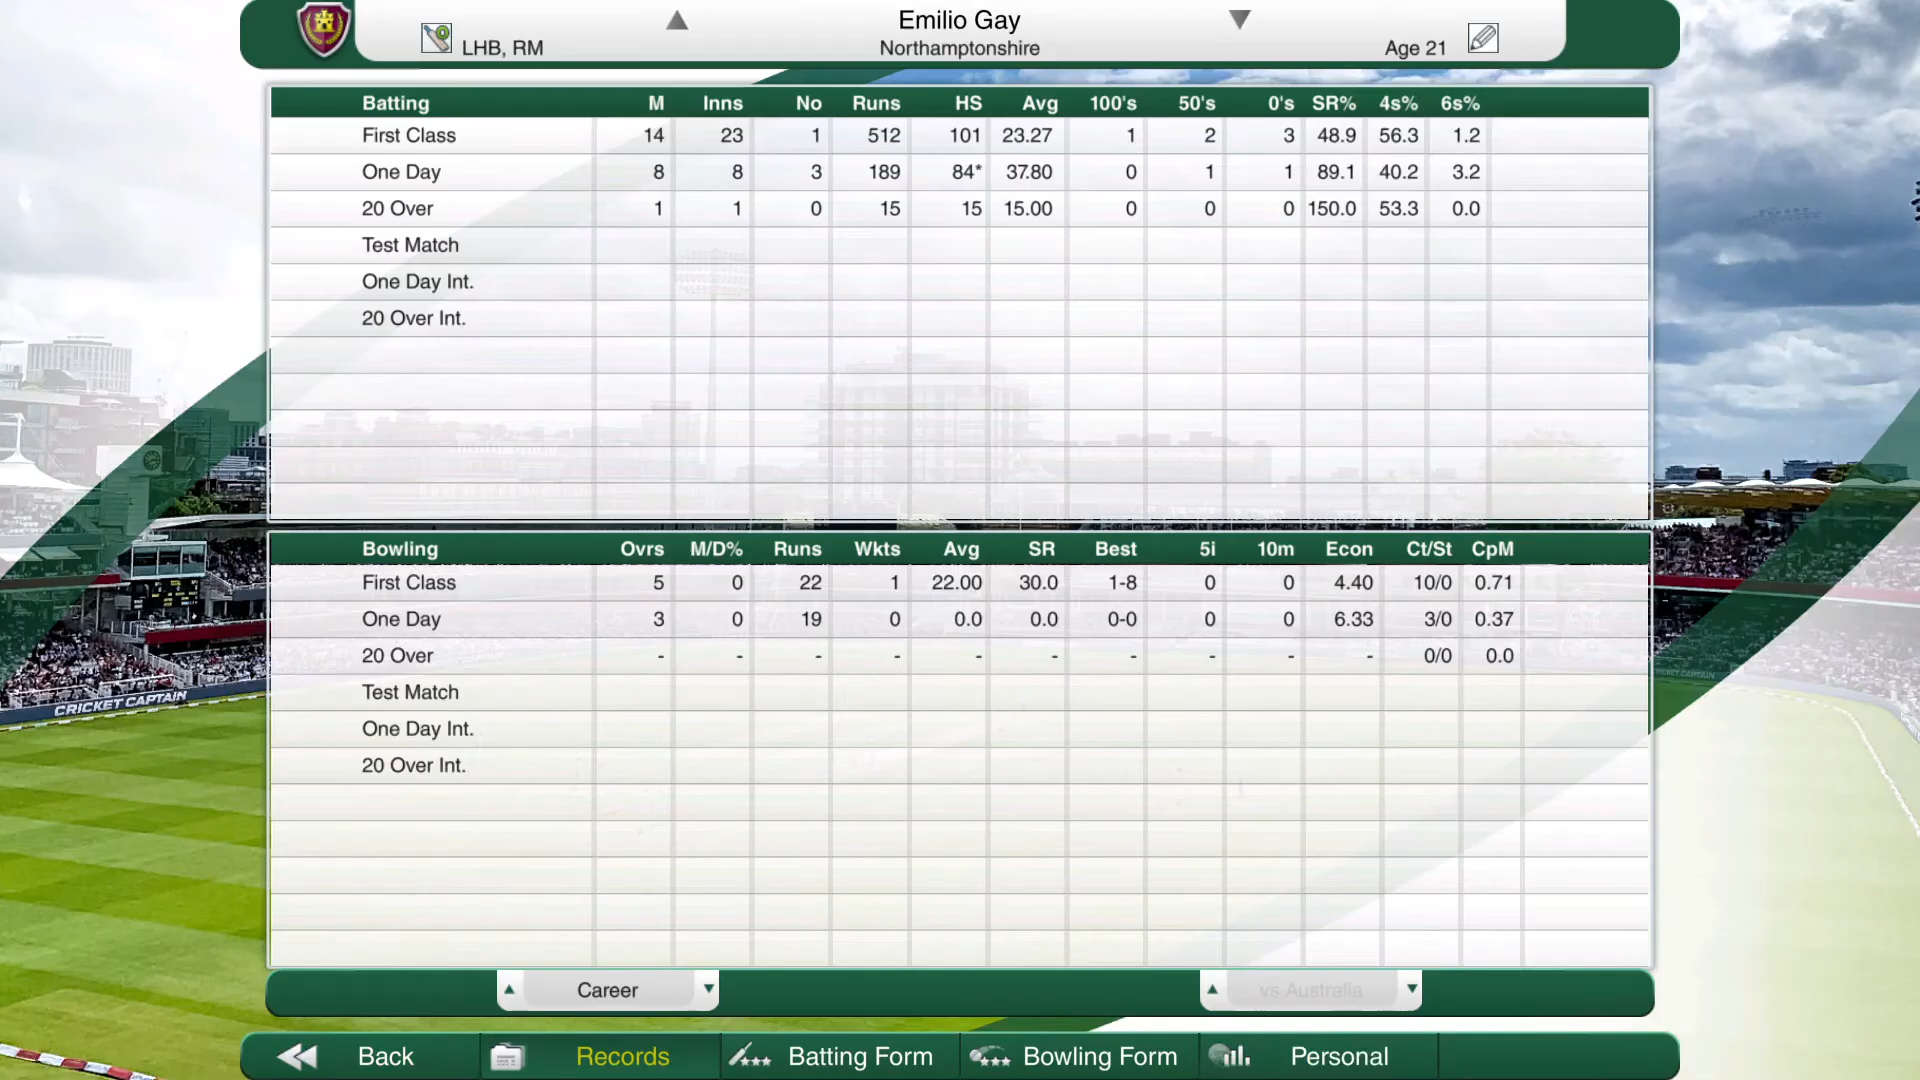 Emilio Gay
LHB, RM
Northamptonshire
Age 21
Batting M Inns No Runs HS Avg 100's 50's 0's SR% 4s% 6s%
First Class 14 23 1 512 101 23.27 1 2 3 48.9 56.3 1.2
One Day 8 8 3 189 84* 37.80 0 1 1 89.1 40.2 3.2
20 Over 1 1 0 15 15 15.00 0 0 0 150.0 53.3 0.0
Test Match
One Day Int.
20 Over Int.
Bowling Ovrs M/D% Runs Wkts Avg SR Best 5i 10m Econ Ct/St CpM
First Class 5 0 22 1 22.00 30.0 1-8 0 0 4.40 10/0 0.71
One Day 3 0 19 0 0.0 0.0 0-0 0 0 6.33 3/0 0.37
20 Over - - - - - - - - - - 0/0 0.0
Test Match
One Day Int.
20 Over Int.
CRICKET CAPTAIN
Career
vs Australia
Back Records Batting Form Bowling Form Personal